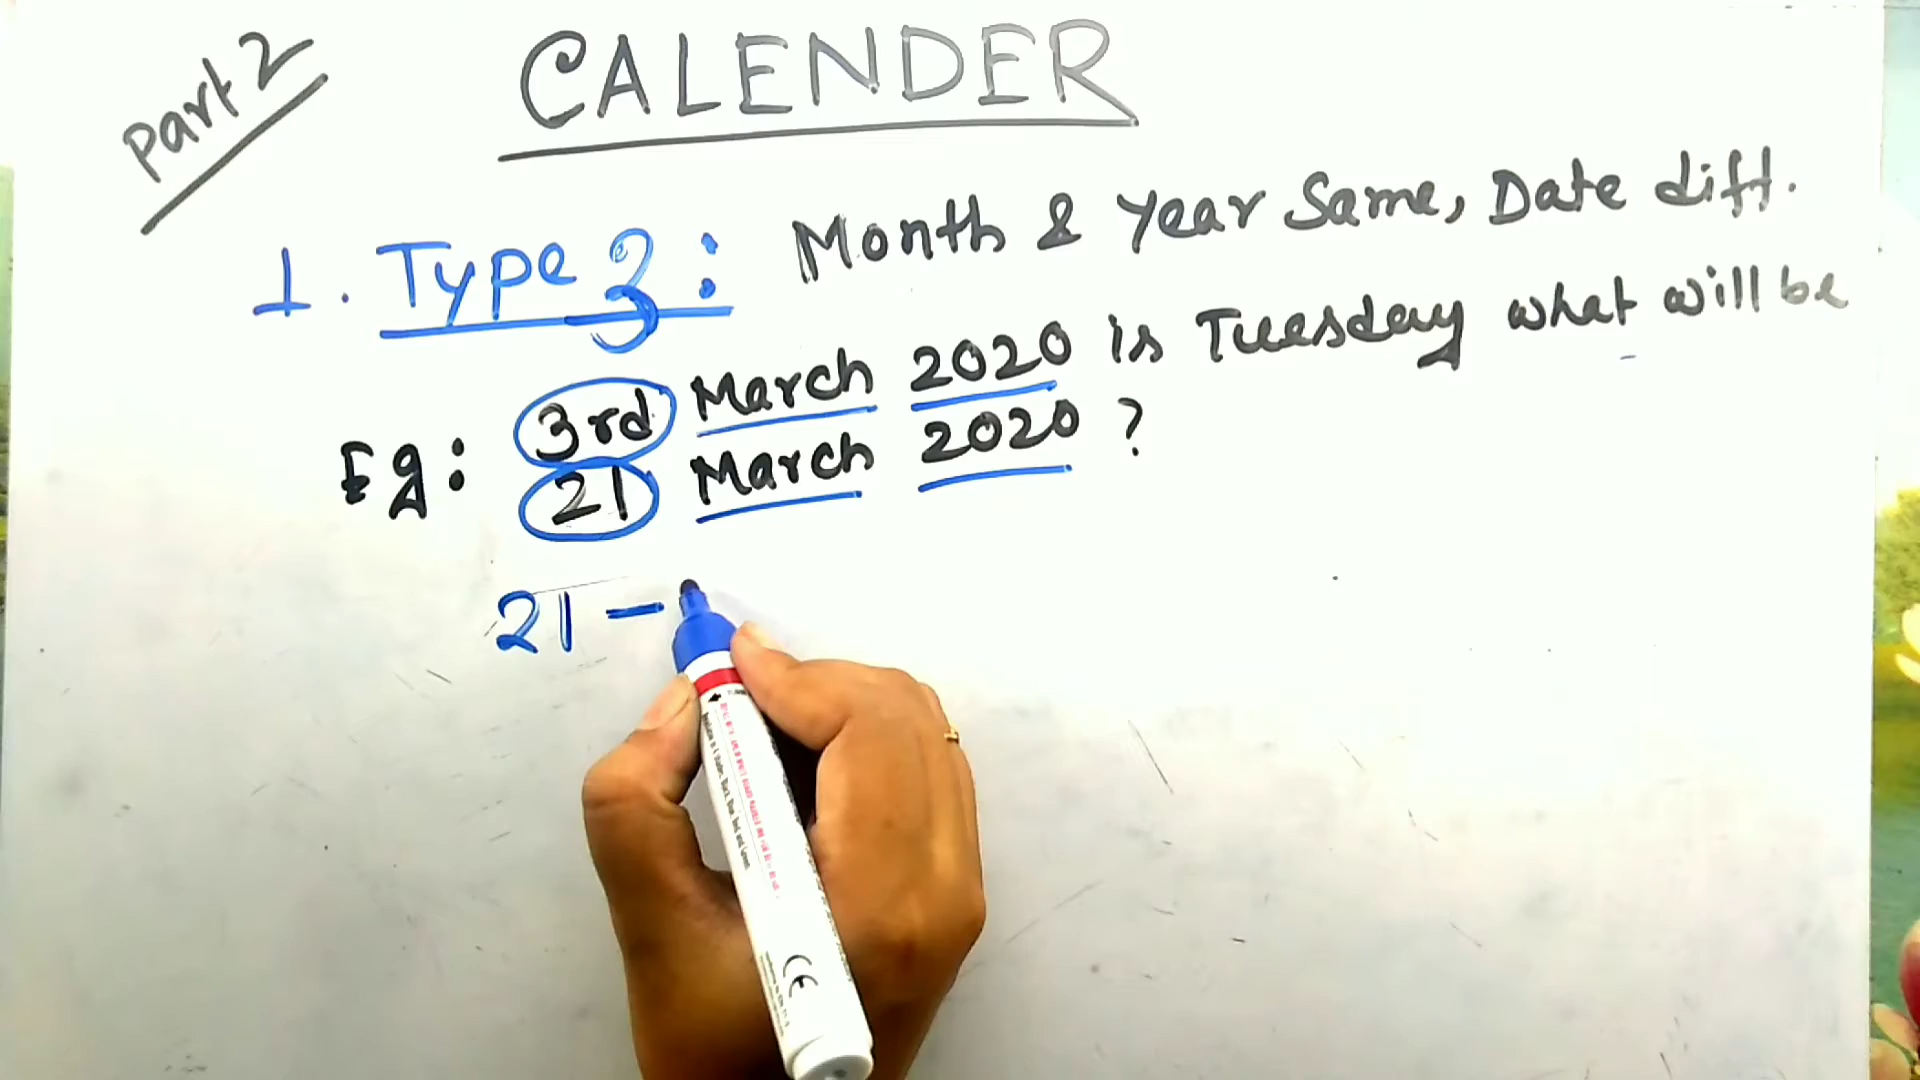 Part 2
CALENDER
1. Type 3: Month & Year Same, Date diff.
Eg: 3rd March 2020 is Tuesday what will be
21 March 2020 ?
21 -
CE